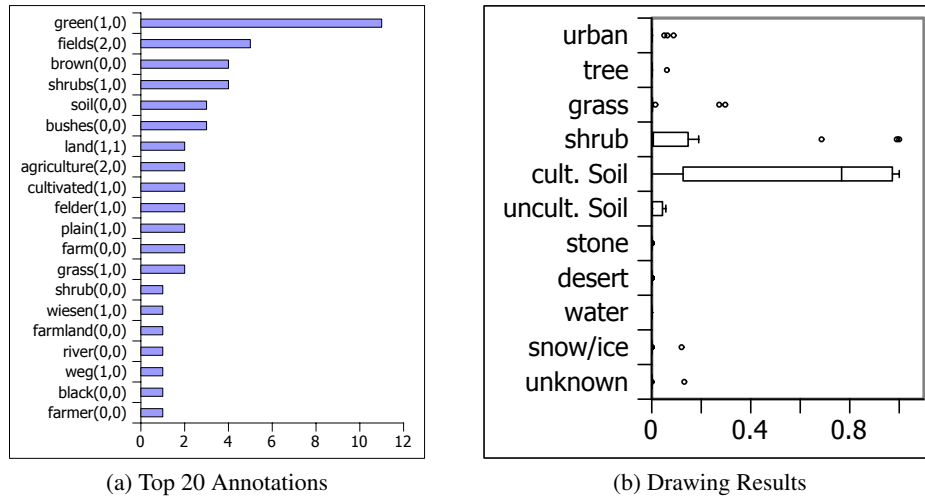 green(1,0)
fields(2,0)
brown(0,0)
shrubs(1,0)
soil(0,0)
bushes(0,0)
land(1,1)
agriculture(2,0)
cultivated(1,0)
felder(1,0)
plain(1,0)
farm(0,0)
grass(1,0)
shrub(0,0)
wiesen(1,0)
farmland(0,0)
river(0,0)
weg(1,0)
black(0,0)
farmer(0,0)
0 2 4 6 8 10 12
(a) Top 20 Annotations
urban
tree
grass
shrub
cult. Soil
uncult. Soil
stone
desert
water
snow/ice
unknown
0 0.4 0.8
(b) Drawing Results